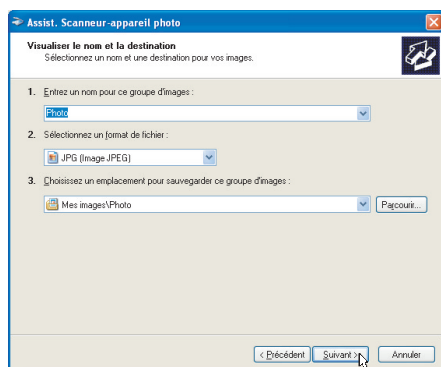 Assist. Scanneur-appareil photo
Visualiser le nom et la destination
Sélectionnez un nom et une destination pour vos images.
1. Entrez un nom pour ce groupe d'images :
Photo
2. Sélectionnez un format de fichier :
JPG (Image JPEG)
3. Choisissez un emplacement pour sauvegarder ce groupe d'images :
Mes images\Photo Parcourir...
< Précédent Suivant > Annuler